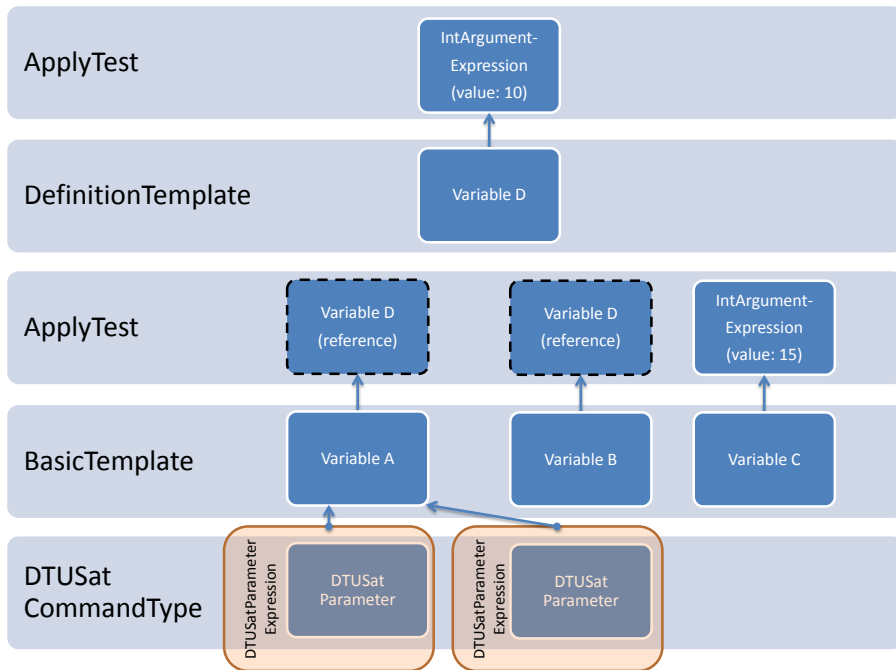 ApplyTest
IntArgument-
Expression
(value: 10)
DefinitionTemplate
Variable D
ApplyTest
Variable D
(reference)
Variable D
(reference)
IntArgument-
Expression
(value: 15)
BasicTemplate
Variable A
Variable B
Variable C
DTUSat
CommandType
DTUSatParameter
Expression
DTUSat
Parameter
DTUSatParameter
Expression
DTUSat
Parameter